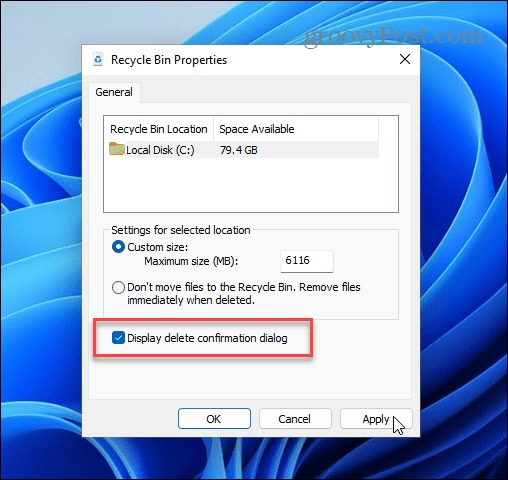 groovyPost.com
Recycle Bin Properties
General
Recycle Bin Location Space Available
Local Disk (C:) 79.4 GB
Settings for selected location
Custom size:
Maximum size (MB): 6116
Don't move files to the Recycle Bin. Remove files
immediately when deleted.
Display delete confirmation dialog
OK Cancel Apply